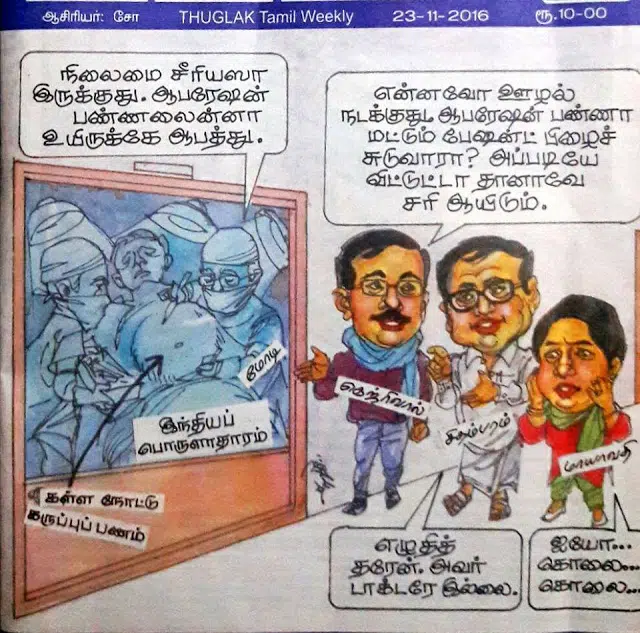 ஆசிரியர்: சோ THUGLAK Tamil Weekly 23-11-2016 ரூ.10-00
நிலைமை சீரியஸா
இருக்குது. ஆபரேஷன்
பண்ணலைன்னா
உயிருக்கே ஆபத்து.
என்னவோ ஊழல்
நடக்குது. ஆபரேஷன் பண்ணா
மட்டும் பேஷன்ட் பிழைச்
சுடுவாரா? அப்படியே
விட்டுட்டா தானாவே
சரி ஆயிடும்.
மோடி
இந்தியப்
பொருளாதாரம்
கள்ள நோட்டு
கருப்புப் பணம்
கெஜ்ரிவால்
சிதம்பரம்
மாயாவதி
எழுதித்
தரேன். அவர்
டாக்டரே இல்லை.
ஐயோ...
கொலை...
கொலை...